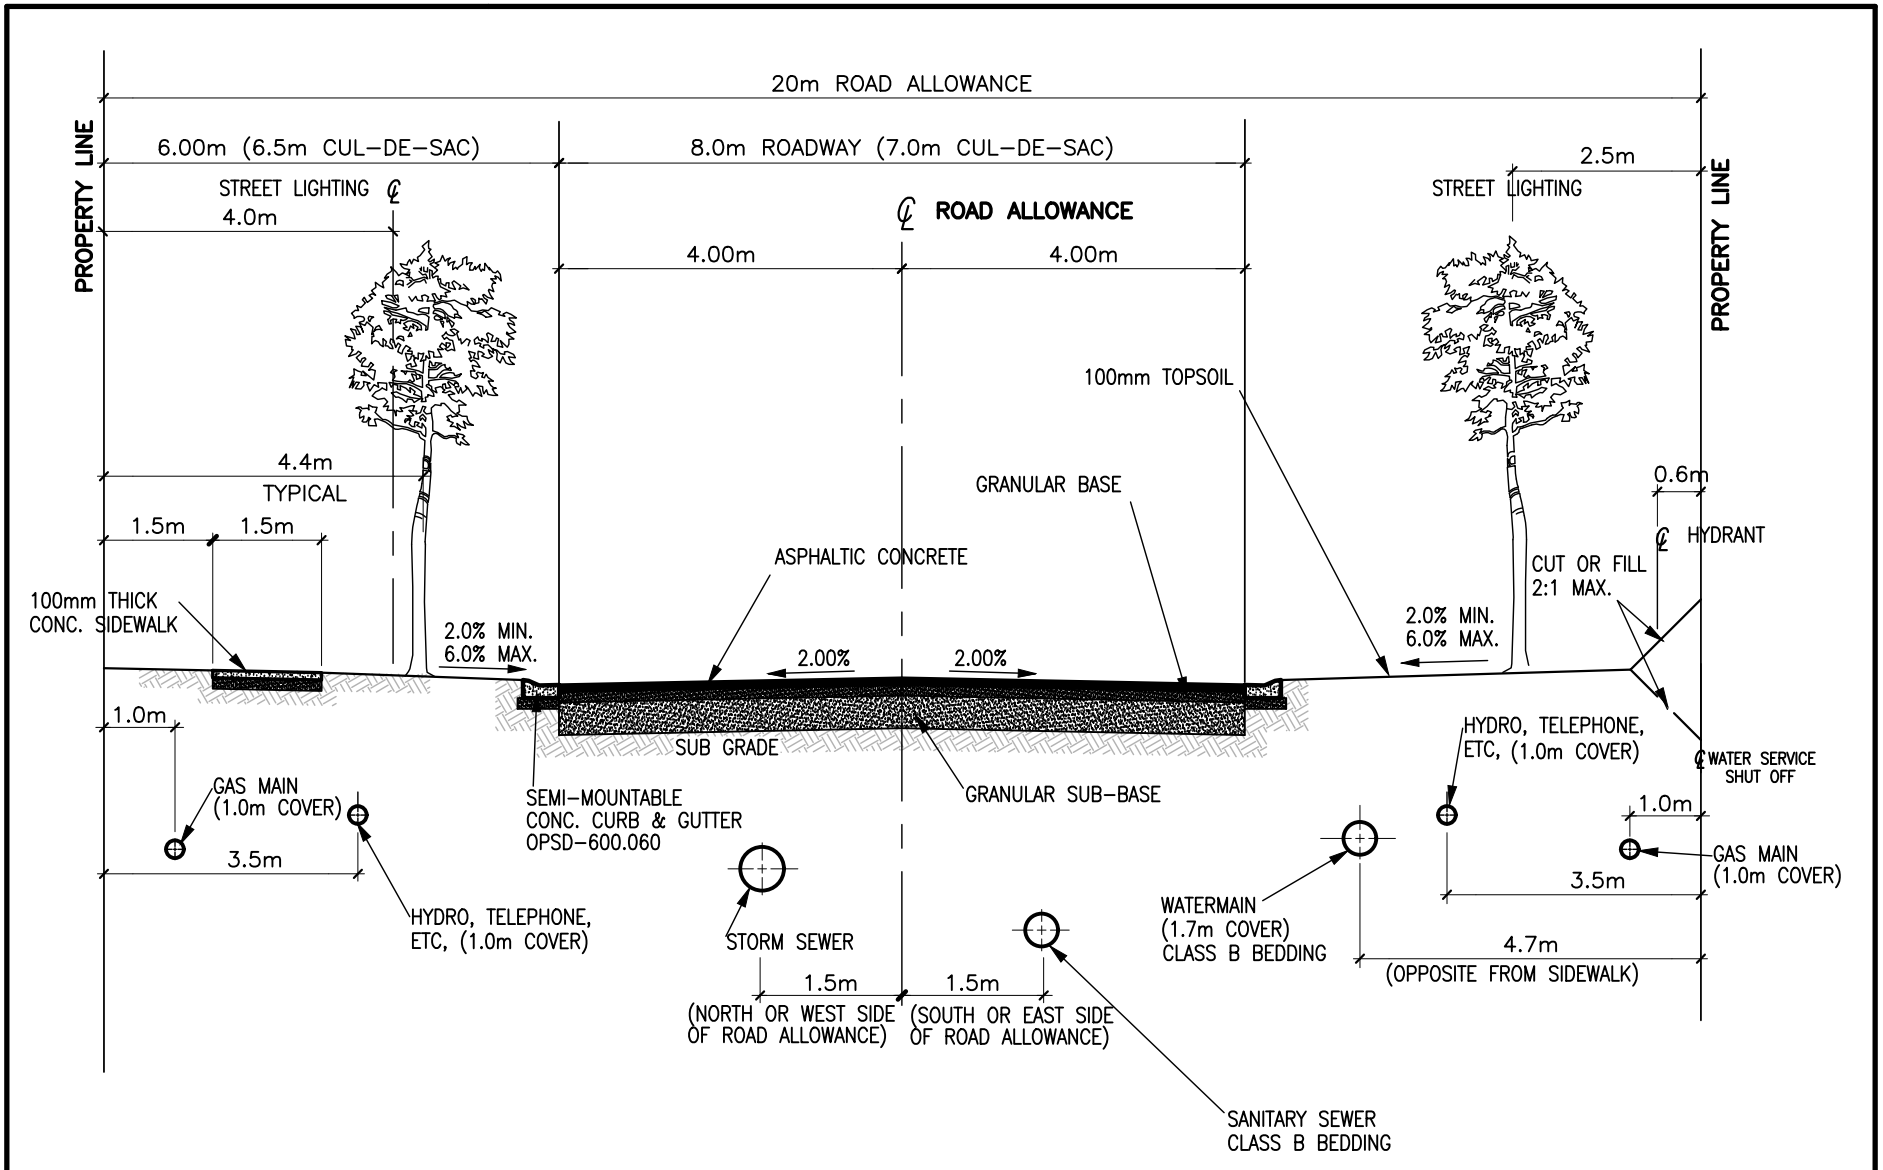 20m ROAD ALLOWANCE
PROPERTY LINE
6.00m (6.5m CUL-DE-SAC)
8.0m ROADWAY (7.0m CUL-DE-SAC)
2.5m
PROPERTY LINE
STREET LIGHTING ℄
STREET LIGHTING
4.0m
℄ ROAD ALLOWANCE
4.00m
4.00m
100mm TOPSOIL
4.4m
TYPICAL
GRANULAR BASE
0.6m
1.5m
1.5m
℄ HYDRANT
ASPHALTIC CONCRETE
CUT OR FILL
2:1 MAX.
100mm THICK
CONC. SIDEWALK
2.0% MIN.
6.0% MAX.
2.00%
2.00%
2.0% MIN.
6.0% MAX.
1.0m
SUB GRADE
HYDRO, TELEPHONE,
ETC, (1.0m COVER)
℄ WATER SERVICE
SHUT OFF
GAS MAIN
(1.0m COVER)
SEMI-MOUNTABLE
CONC. CURB & GUTTER
OPSD-600.060
GRANULAR SUB-BASE
1.0m
3.5m
GAS MAIN
(1.0m COVER)
3.5m
HYDRO, TELEPHONE,
ETC, (1.0m COVER)
STORM SEWER
WATERMAIN
(1.7m COVER)
CLASS B BEDDING
4.7m
(OPPOSITE FROM SIDEWALK)
1.5m
1.5m
(NORTH OR WEST SIDE
OF ROAD ALLOWANCE)
(SOUTH OR EAST SIDE
OF ROAD ALLOWANCE)
SANITARY SEWER
CLASS B BEDDING